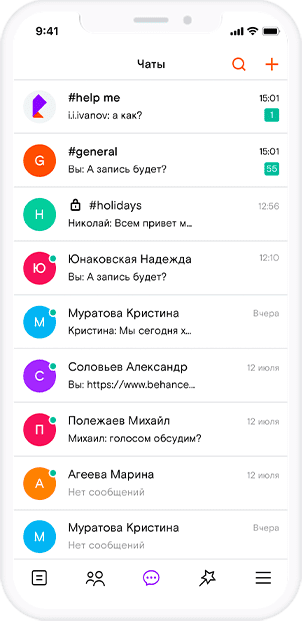 9:41
Чаты
#help me 15:01
i.i.ivanov: а как? 1
#general 15:01
G
Вы: А запись будет? 55
#holidays 12:56
Н
Николай: Всем привет м...
Юнаковская Надежда 12:10
Ю
Вы: А запись будет?
Муратова Кристина Вчера
М
Кристина: Мы сегодня х...
Соловьев Александр 12 июля
С
Вы: https://www.behance...
Полежаев Михаил 12 июля
П
Михаил: голосом обсудим?
Агеева Марина 12 июля
А
Нет сообщений
Муратова Кристина Вчера
М
Нет сообщений